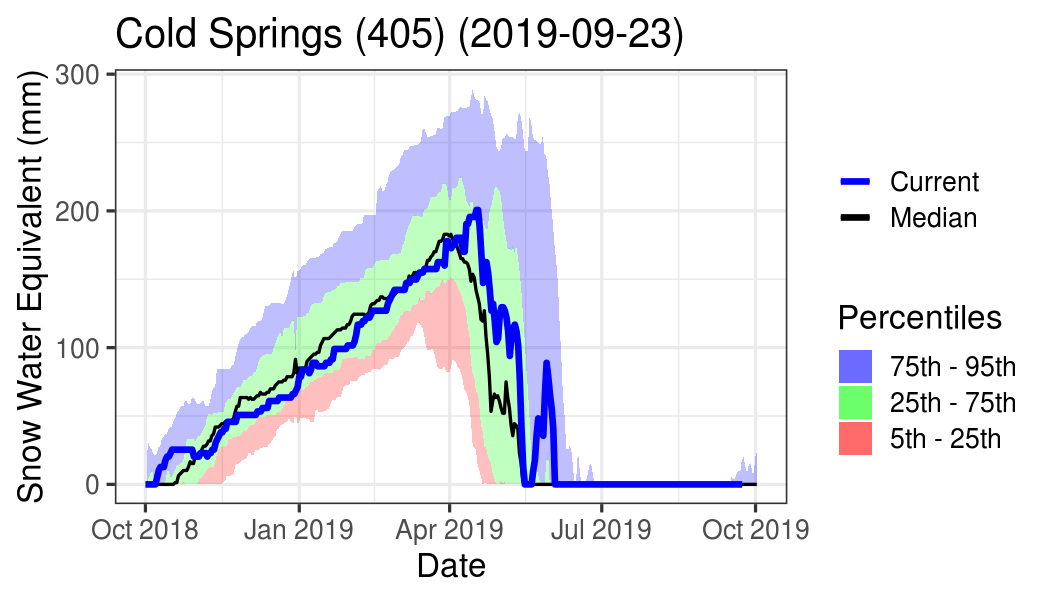 Cold Springs (405) (2019-09-23)
Snow Water Equivalent (mm)
300
200
100
0
Oct 2018
Jan 2019
Apr 2019
Jul 2019
Oct 2019
Date
Current
Median
Percentiles
75th - 95th
25th - 75th
5th - 25th